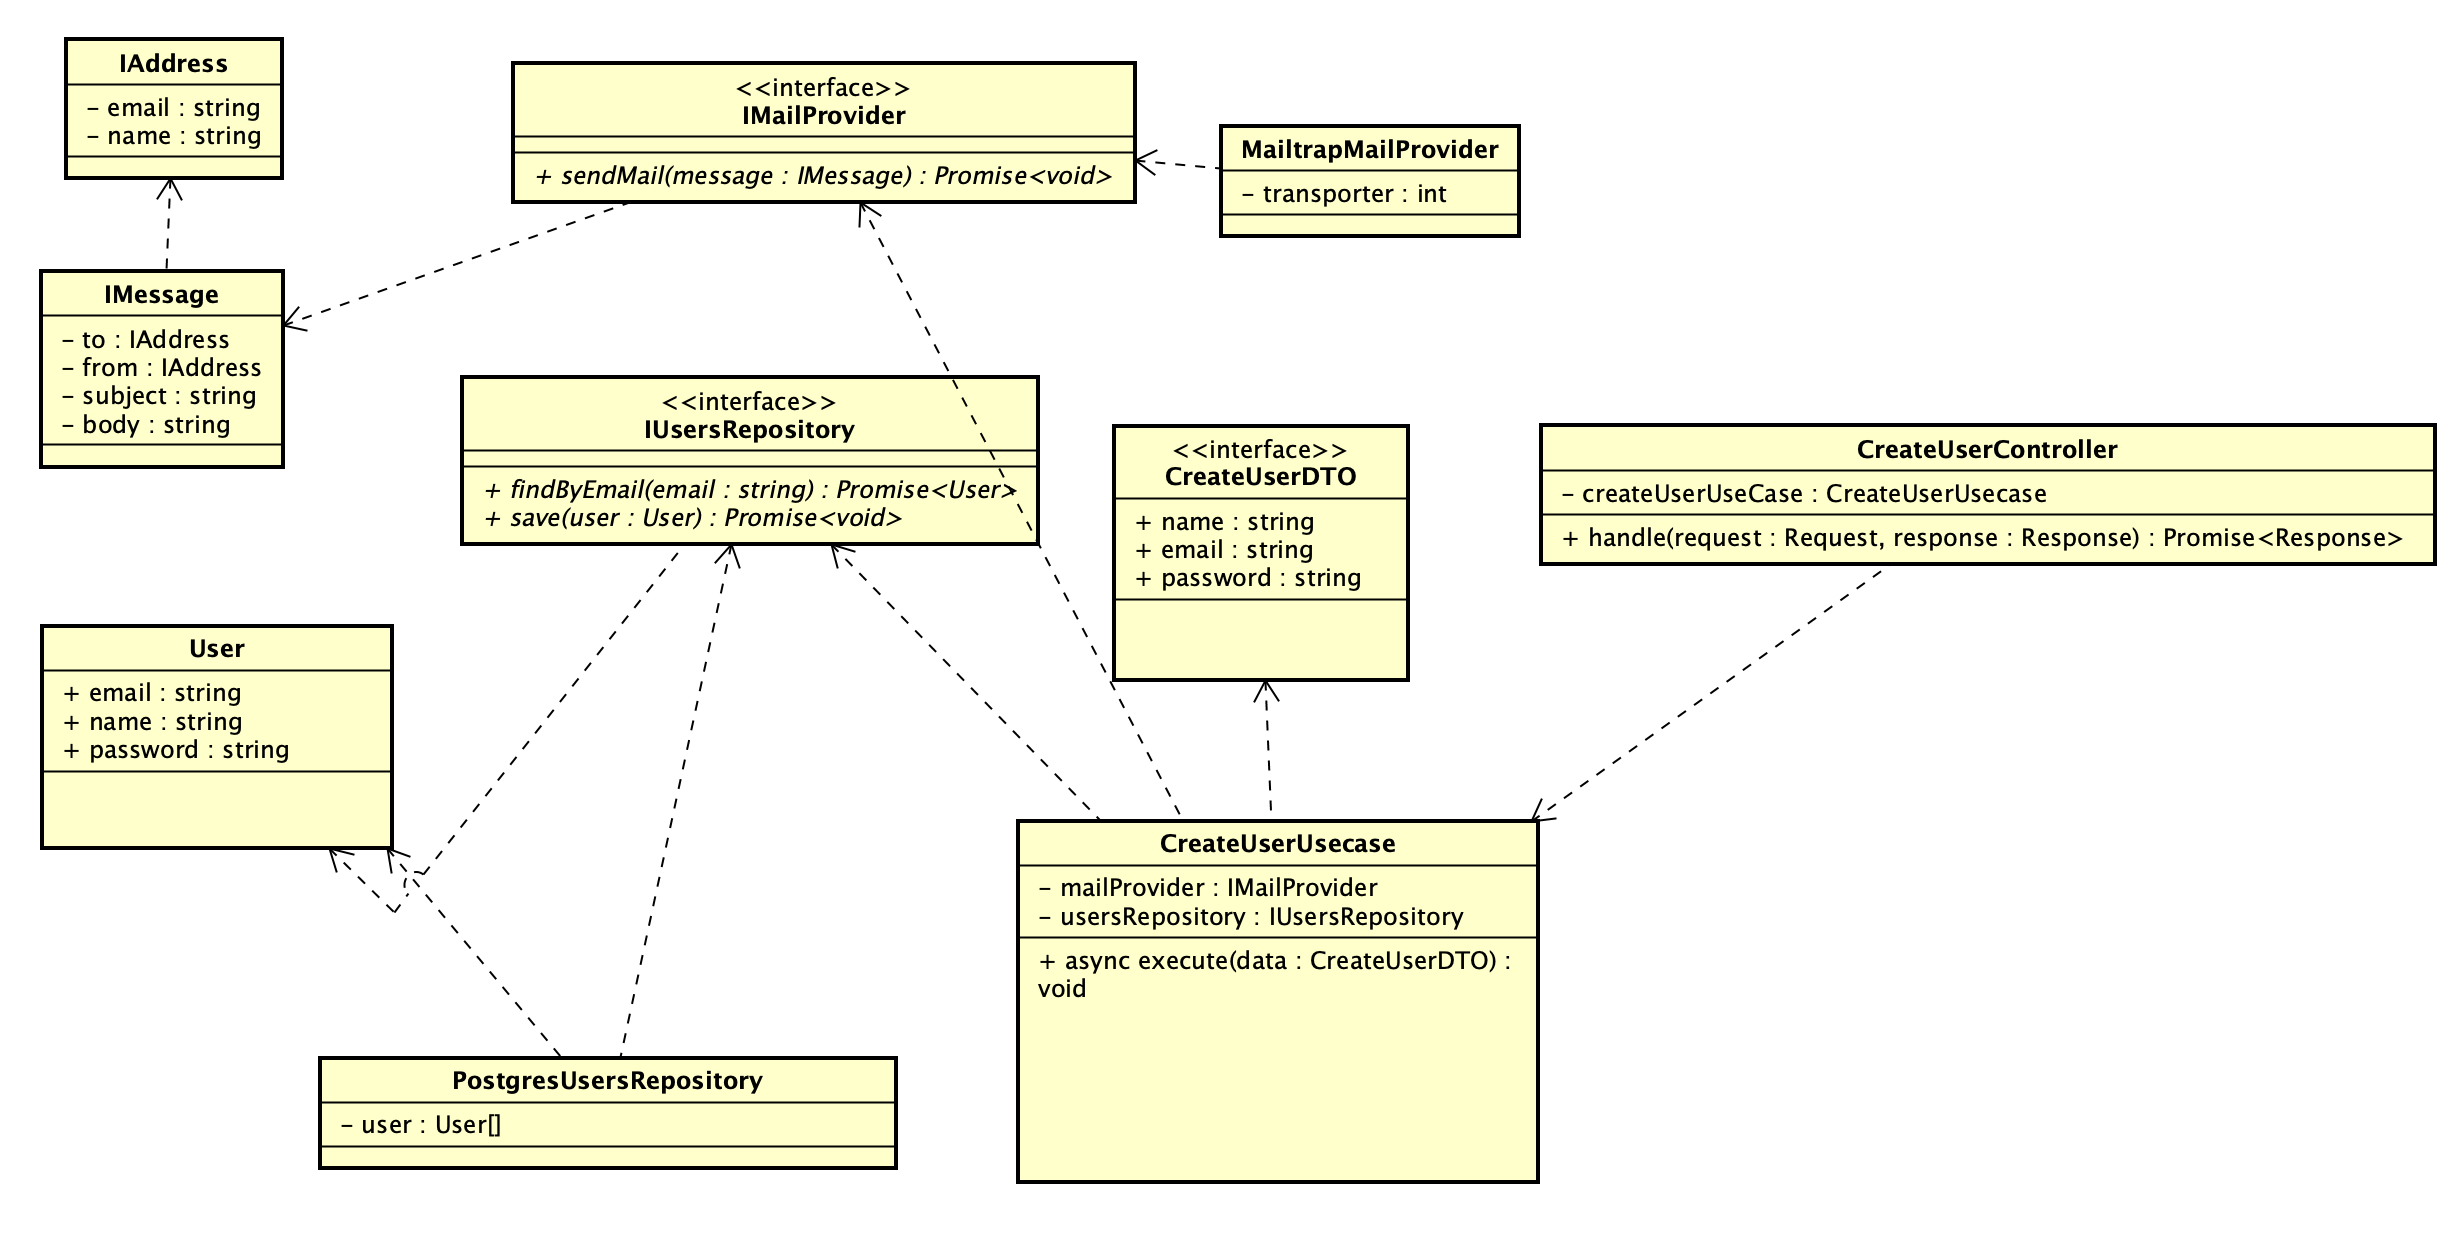 IAddress
- email : string
- name : string
<<interface>>
IMailProvider
+ sendMail(message : IMessage) : Promise<void>
MailtrapMailProvider
- transporter : int
IMessage
- to : IAddress
- from : IAddress
- subject : string
- body : string
<<interface>>
IUsersRepository
+ findByEmail(email : string) : Promise<User>
+ save(user : User) : Promise<void>
<<interface>>
CreateUserDTO
+ name : string
+ email : string
+ password : string
CreateUserController
- createUserUseCase : CreateUserUsecase
+ handle(request : Request, response : Response) : Promise<Response>
User
+ email : string
+ name : string
+ password : string
CreateUserUsecase
- mailProvider : IMailProvider
- usersRepository : IUsersRepository
+ async execute(data : CreateUserDTO) :
void
PostgresUsersRepository
- user : User[]